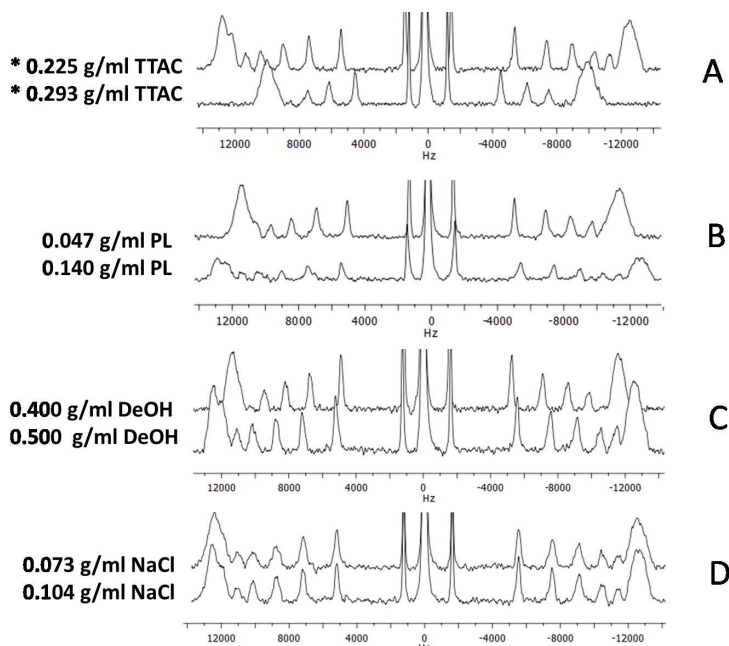 * 0.225 g/ml TTAC
* 0.293 g/ml TTAC
A
12000 8000 4000 0 -4000 -8000 -12000
Hz
0.047 g/ml PL
0.140 g/ml PL
B
12000 8000 4000 0 -4000 -8000 -12000
Hz
0.400 g/ml DeOH
0.500 g/ml DeOH
C
12000 8000 4000 0 -4000 -8000 -12000
Hz
0.073 g/ml NaCl
0.104 g/ml NaCl
D
12000 8000 4000 0 -4000 -8000 -12000
Hz